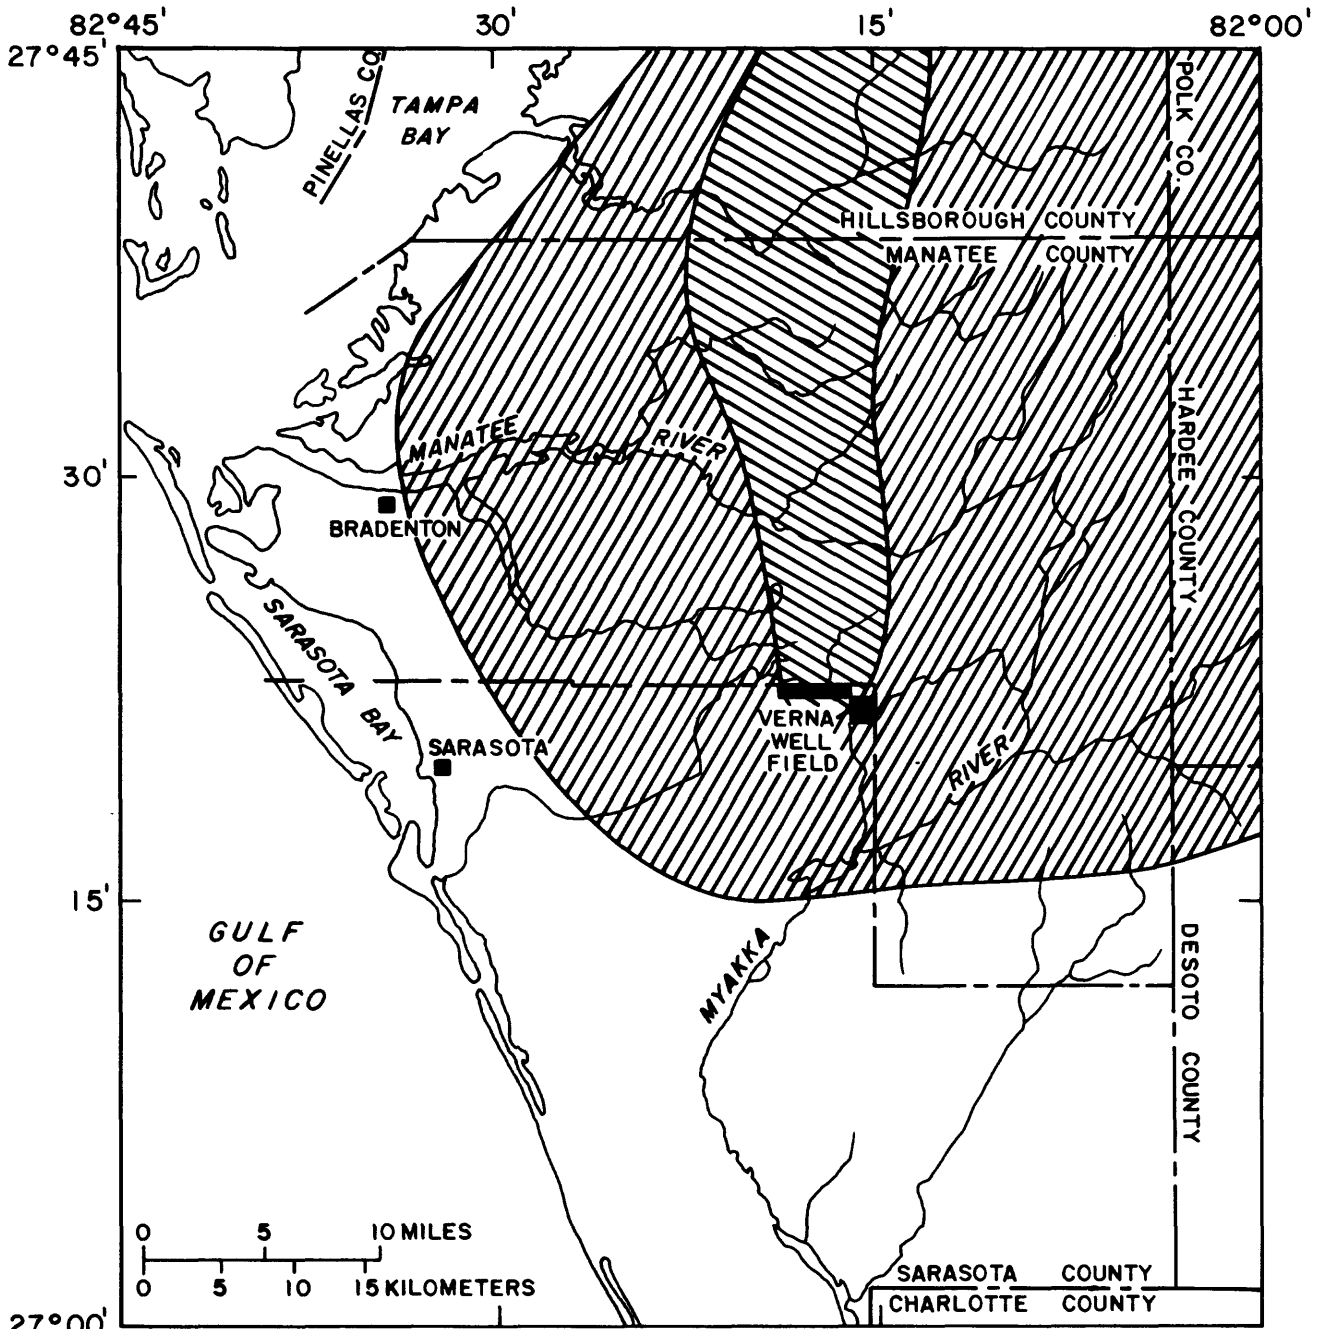 82°45' 30' 15' 82°00'
27°45'
PINELLAS CO.
TAMPA
BAY
POLK CO.
HILLSBOROUGH COUNTY
MANATEE COUNTY
HARDEE COUNTY
MANATEE RIVER
30'
BRADENTON
SARASOTA BAY
SARASOTA
VERNA
WELL
FIELD
RIVER
15'
GULF
OF
MEXICO
MYAKKA
DESOTO COUNTY
0 5 10 MILES
0 5 10 15 KILOMETERS
SARASOTA COUNTY
CHARLOTTE COUNTY
27°00'